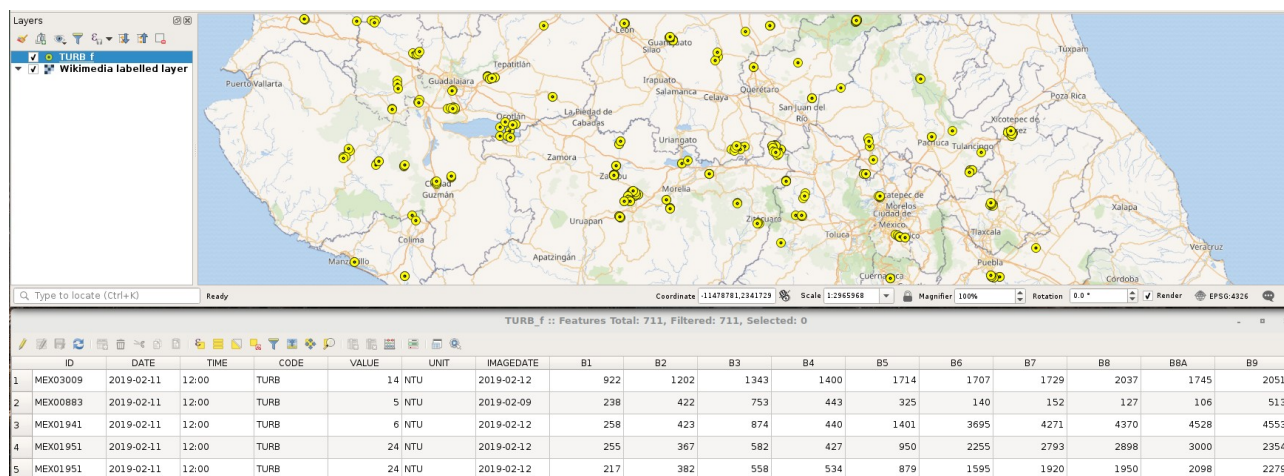 Layers
TURB_f
Wikimedia labelled layer
León
Guanajuato
Silao
Tepatitlán
Puerto Vallarta
Guadalajara
Irapuato
Salamanca
Celaya
Querétaro
Túxpam
Poza Rica
San Juan del
Río
Ocotlán
La Piedad de
Cabadas
Uriangato
Xicotepec de
Pachuca
Tulancingo
Zamora
Zacapu
Morelia
Ciudad
Guzmán
Uruapan
Zitácuaro
Ecatepec de
Morelos
Ciudad de
México
Toluca
Tlaxcala
Xalapa
Colima
Manzanillo
Apatzingán
Puebla
Veracruz
Córdoba
Cuernavaca
Type to locate (Ctrl+K)
Ready
Coordinate -11478781,2341729
Scale 1:2965968
Magnifier 100%
Rotation 0.0 °
Render
EPSG:4326
TURB_f :: Features Total: 711, Filtered: 711, Selected: 0
ID DATE TIME CODE VALUE UNIT IMAGEDATE B1 B2 B3 B4 B5 B6 B7 B8 B8A B9
1 MEX03009 2019-02-11 12:00 TURB 14 NTU 2019-02-12 922 1202 1343 1400 1714 1707 1729 2037 1745 2051
2 MEX00883 2019-02-11 12:00 TURB 5 NTU 2019-02-09 238 422 753 443 325 140 152 127 106 513
3 MEX01941 2019-02-11 12:00 TURB 6 NTU 2019-02-12 258 423 874 440 1401 3695 4271 4370 4528 4553
4 MEX01951 2019-02-11 12:00 TURB 24 NTU 2019-02-12 255 367 582 427 950 2255 2793 2898 3000 2354
5 MEX01951 2019-02-11 12:00 TURB 24 NTU 2019-02-12 217 382 558 534 879 1595 1920 1950 2098 2275